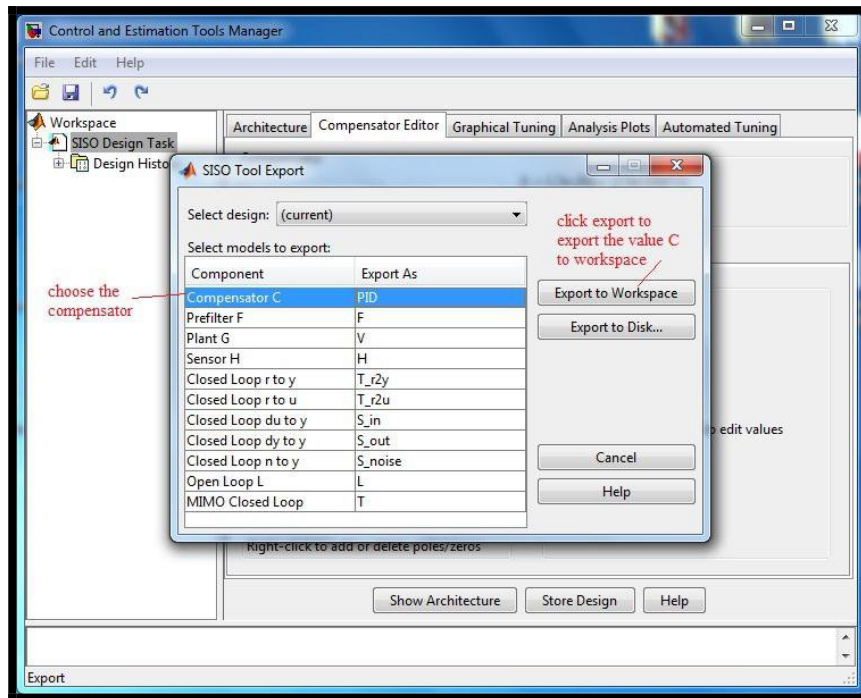 Control and Estimation Tools Manager
File Edit Help
Workspace
SISO Design Task
Design Histo
Architecture Compensator Editor Graphical Tuning Analysis Plots Automated Tuning
SISO Tool Export
Select design: (current)
click export to
export the value C
to workspace
Select models to export:
Component Export As
choose the
compensator
Compensator C PID
Export to Workspace
Prefilter F F
Export to Disk...
Plant G V
Sensor H H
Closed Loop r to y T_r2y
Closed Loop r to u T_r2u
Closed Loop du to y S_in
Closed Loop dy to y S_out
edit values
Closed Loop n to y S_noise
Cancel
Open Loop L L
Help
MIMO Closed Loop T
Right-click to add or delete poles/zeros
Show Architecture Store Design Help
Export